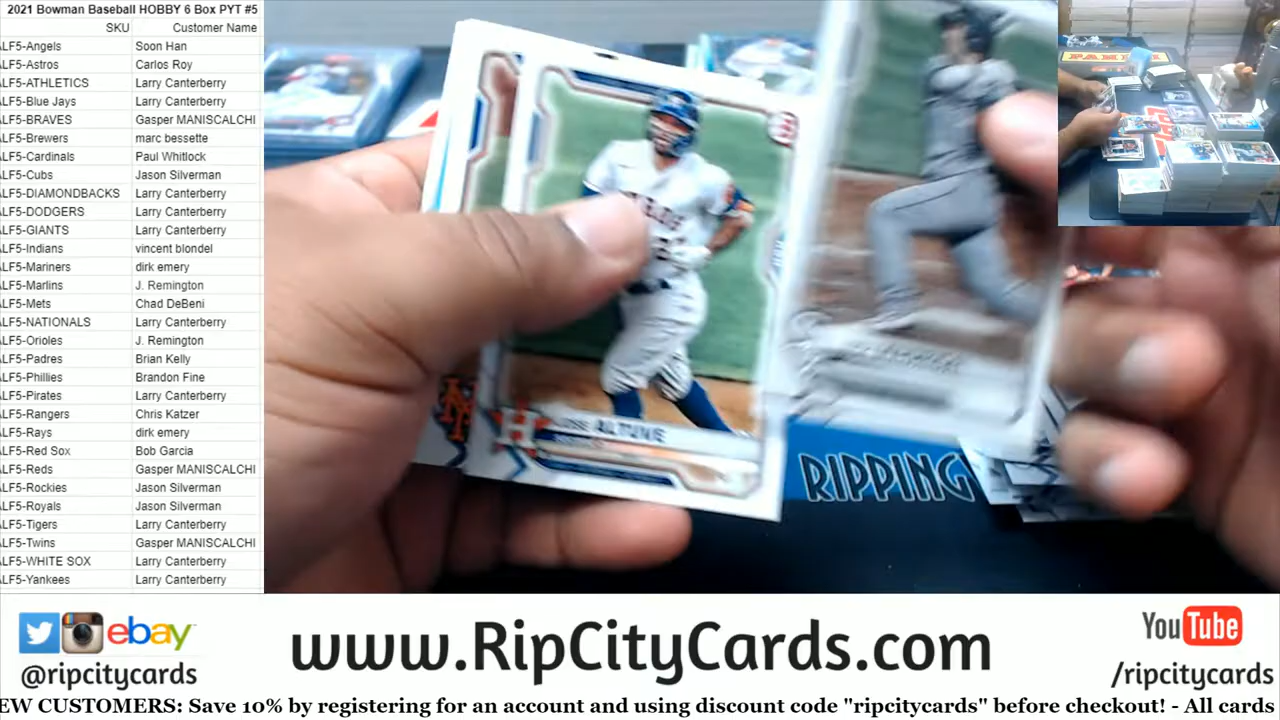 2021 Bowman Baseball HOBBY 6 Box PYT #5
SKU Customer Name
ALF5-Angels Soon Han
ALF5-Astros Carlos Roy
ALF5-ATHLETICS Larry Canterberry
ALF5-Blue Jays Larry Canterberry
ALF5-BRAVES Gasper MANISCALCHI
ALF5-Brewers marc bessette
ALF5-Cardinals Paul Whitlock
ALF5-Cubs Jason Silverman
ALF5-DIAMONDBACKS Larry Canterberry
ALF5-DODGERS Larry Canterberry
ALF5-GIANTS Larry Canterberry
ALF5-Indians vincent blondel
ALF5-Mariners dirk emery
ALF5-Marlins J. Remington
ALF5-Mets Chad DeBeni
ALF5-NATIONALS Larry Canterberry
ALF5-Orioles J. Remington
ALF5-Padres Brian Kelly
ALF5-Phillies Brandon Fine
ALF5-Pirates Larry Canterberry
ALF5-Rangers Chris Katzer
ALF5-Rays dirk emery
ALF5-Red Sox Bob Garcia
ALF5-Reds Gasper MANISCALCHI
ALF5-Rockies Jason Silverman
ALF5-Royals Jason Silverman
ALF5-Tigers Larry Canterberry
ALF5-Twins Gasper MANISCALCHI
ALF5-WHITE SOX Larry Canterberry
ALF5-Yankees Larry Canterberry
PANINI
JOSE ALTUVE
RIPPING
ebay
@ripcitycards
www.RipCityCards.com
YouTube
/ripcitycards
EW CUSTOMERS: Save 10% by registering for an account and using discount code "ripcitycards" before checkout! - All cards